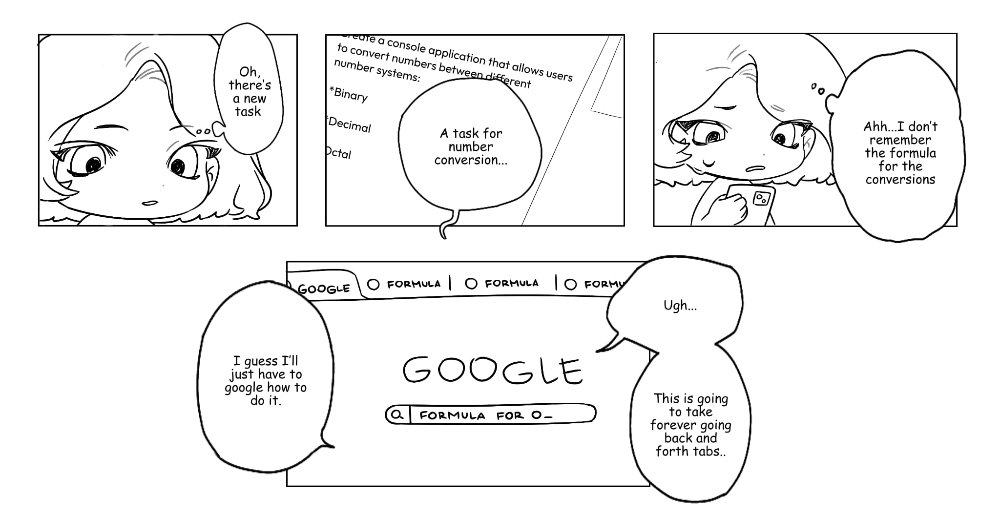 Oh,
there's
a new
task
Create a console application that allows users
to convert numbers between different
number systems:
*Binary
*Decimal
Octal
A task for
number
conversion...
Ahh...I don't
remember
the formula
for the
conversions
GOOGLE
FORMULA | FORMULA | FORMU
I guess I'll
just have to
google how to
do it.
GOOGLE
FORMULA FOR O_
Ugh...
This is going
to take
forever going
back and
forth tabs..